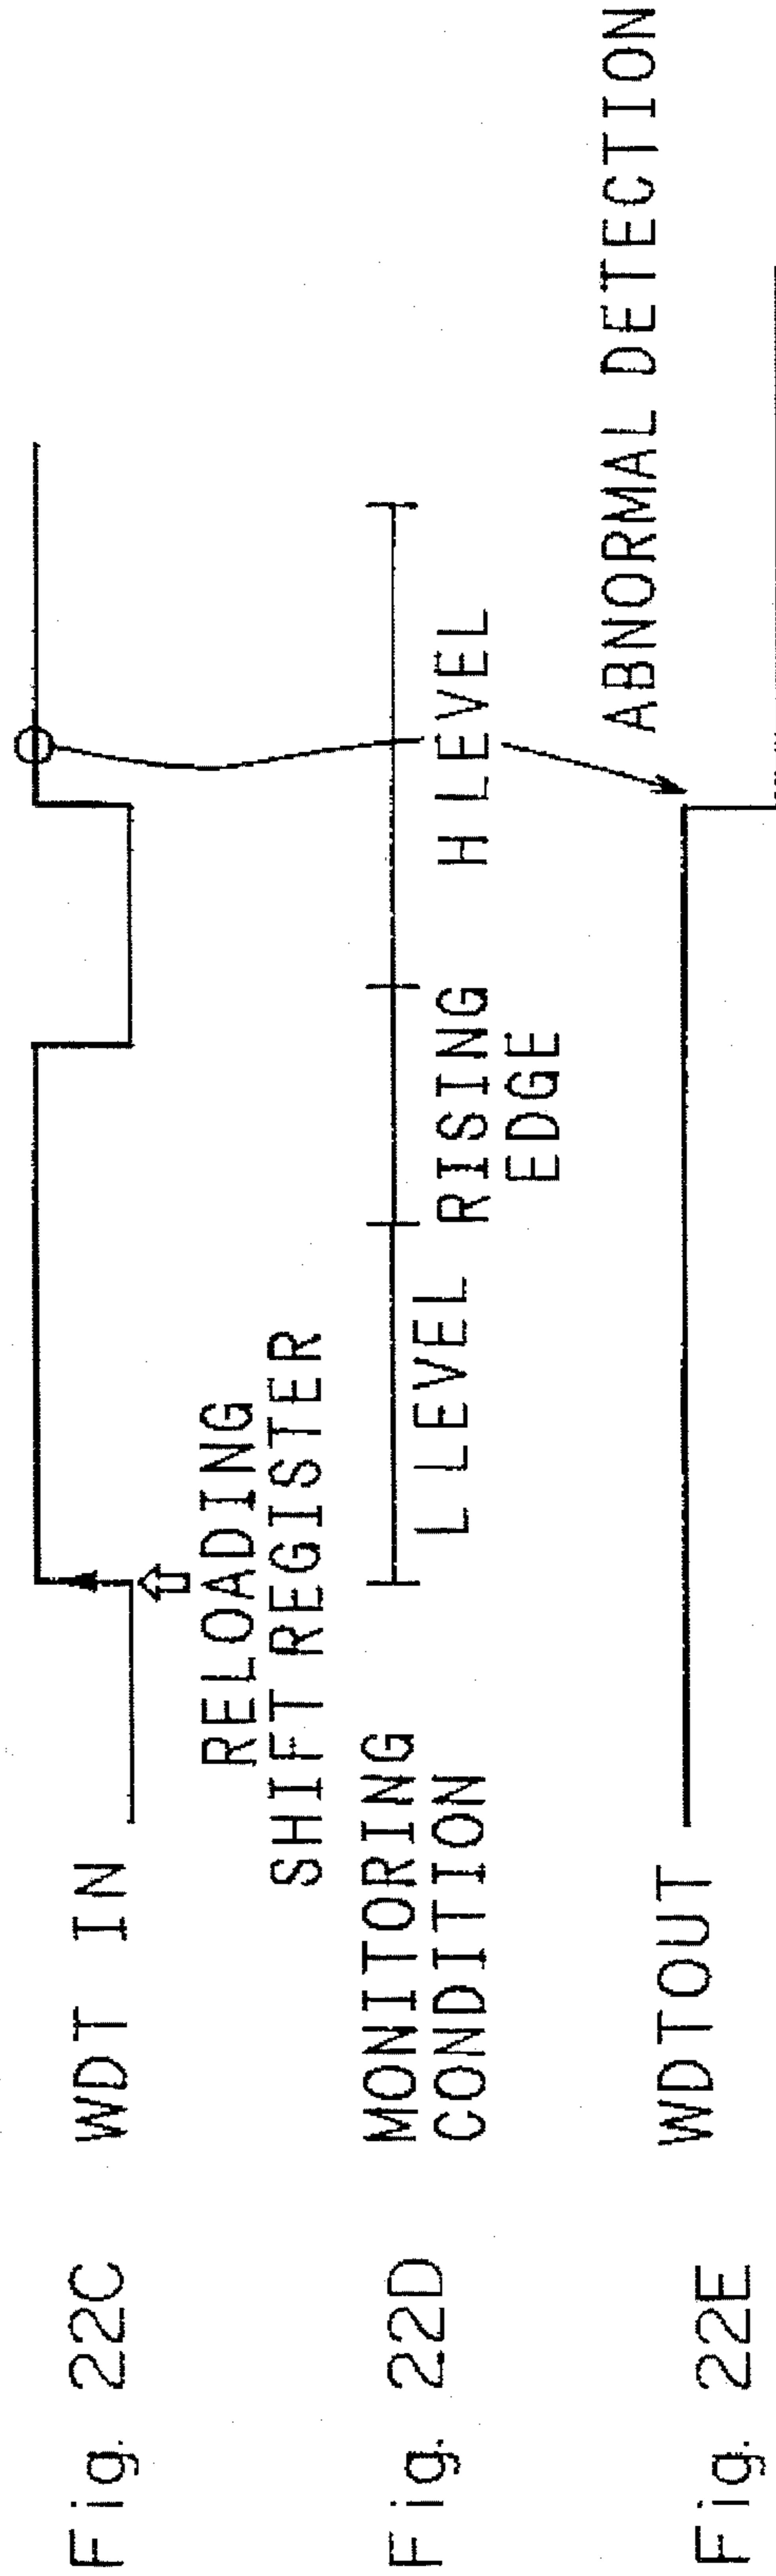 Fig. 22C
WDT IN
RELOADING
SHIFT REGISTER
Fig. 22D
MONITORING
CONDITION
L LEVEL
RISING
EDGE
H LEVEL
Fig. 22E
WDTOUT
ABNORMAL DETECTION